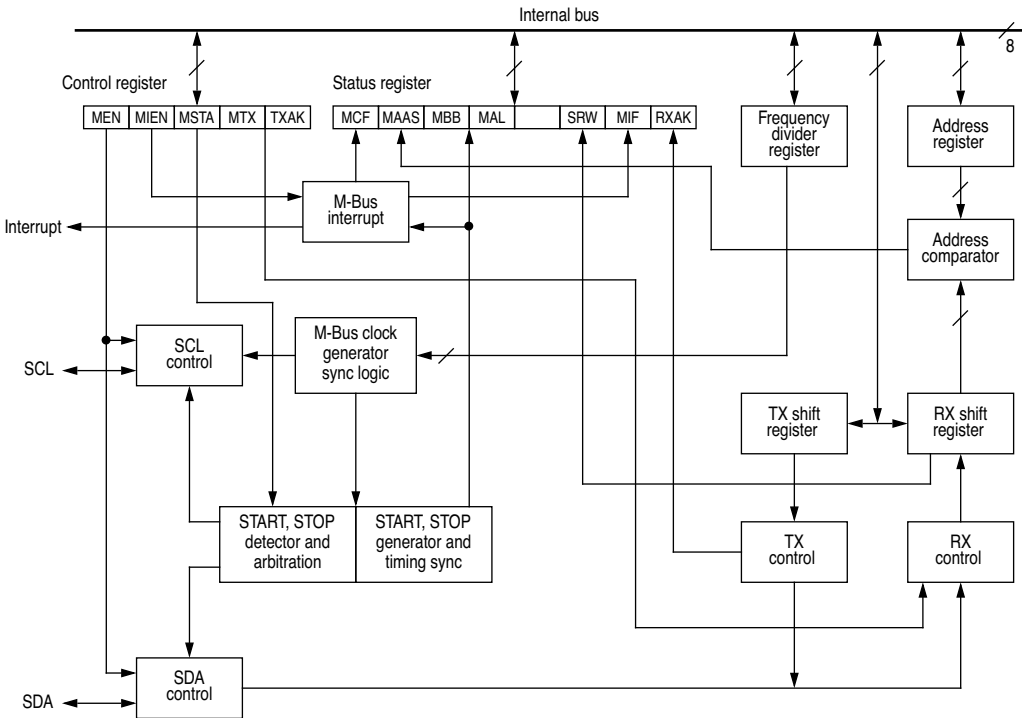 Internal bus
8
Control register
Status register
MEN MIEN MSTA MTX TXAK
MCF MAAS MBB MAL SRW MIF RXAK
Frequency
divider
register
Address
register
M-Bus
interrupt
Interrupt
Address
comparator
SCL
control
M-Bus clock
generator
sync logic
SCL
TX shift
register
RX shift
register
START, STOP
detector and
arbitration
START, STOP
generator and
timing sync
TX
control
RX
control
SDA
control
SDA